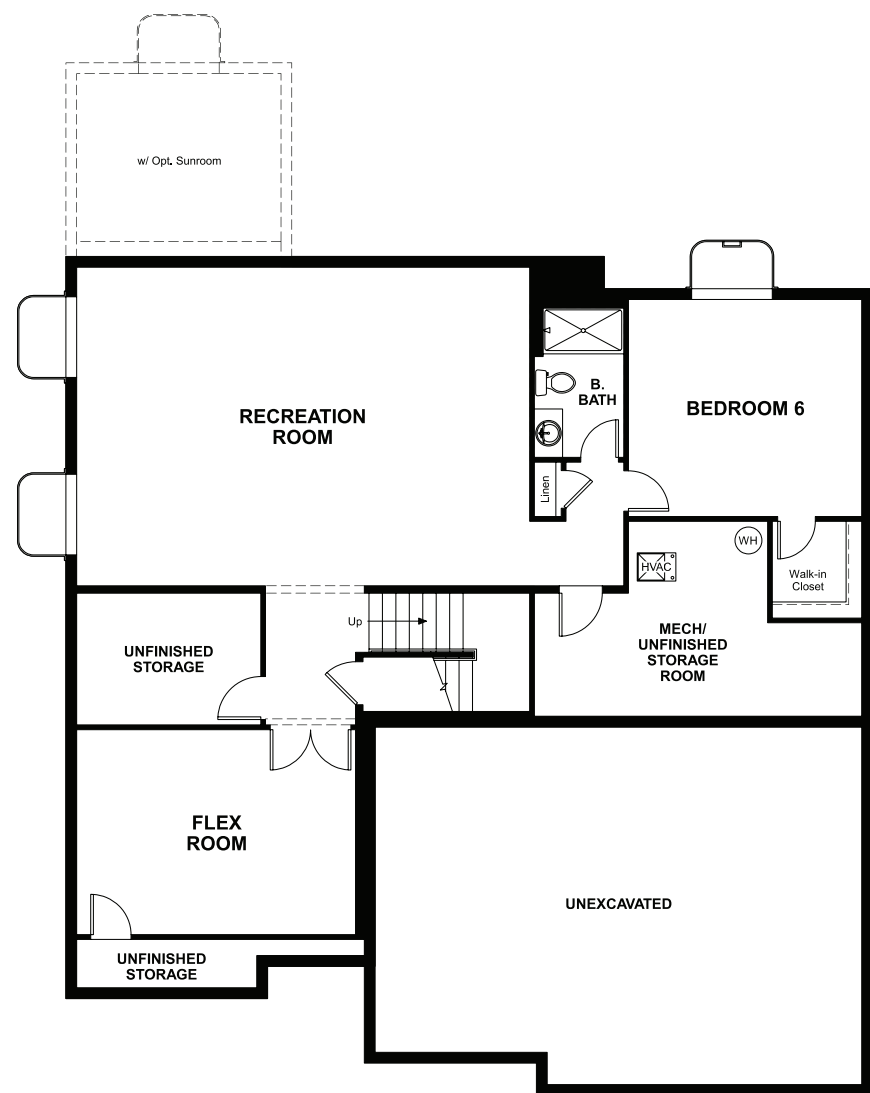 w/ Opt. Sunroom
RECREATION
ROOM
B.
BATH
BEDROOM 6
Linen
WH
HVAC
Walk-in
Closet
Up
MECH/
UNFINISHED
STORAGE
ROOM
UNFINISHED
STORAGE
FLEX
ROOM
UNEXCAVATED
UNFINISHED
STORAGE